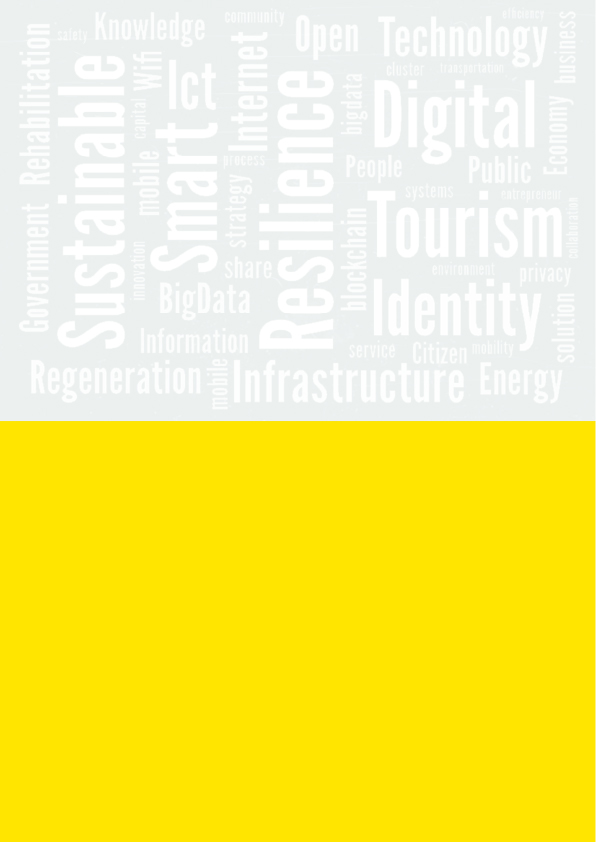 community
efficiency
business
Knowledge
safety
Open
Technology
Rehabilitation
Wifi
Internet
cluster
transportation
Sustainable
Ict
Resilience
bigdata
Digital
capital
Smart
Economy
process
People
Public
mobile
strategy
systems
entrepreneur
Tourism
collaboration
Government
innovation
share
blockchain
environment
privacy
BigData
Identity
solution
Information
service
Citizen
mobility
Regeneration
mobile
Infrastructure
Energy